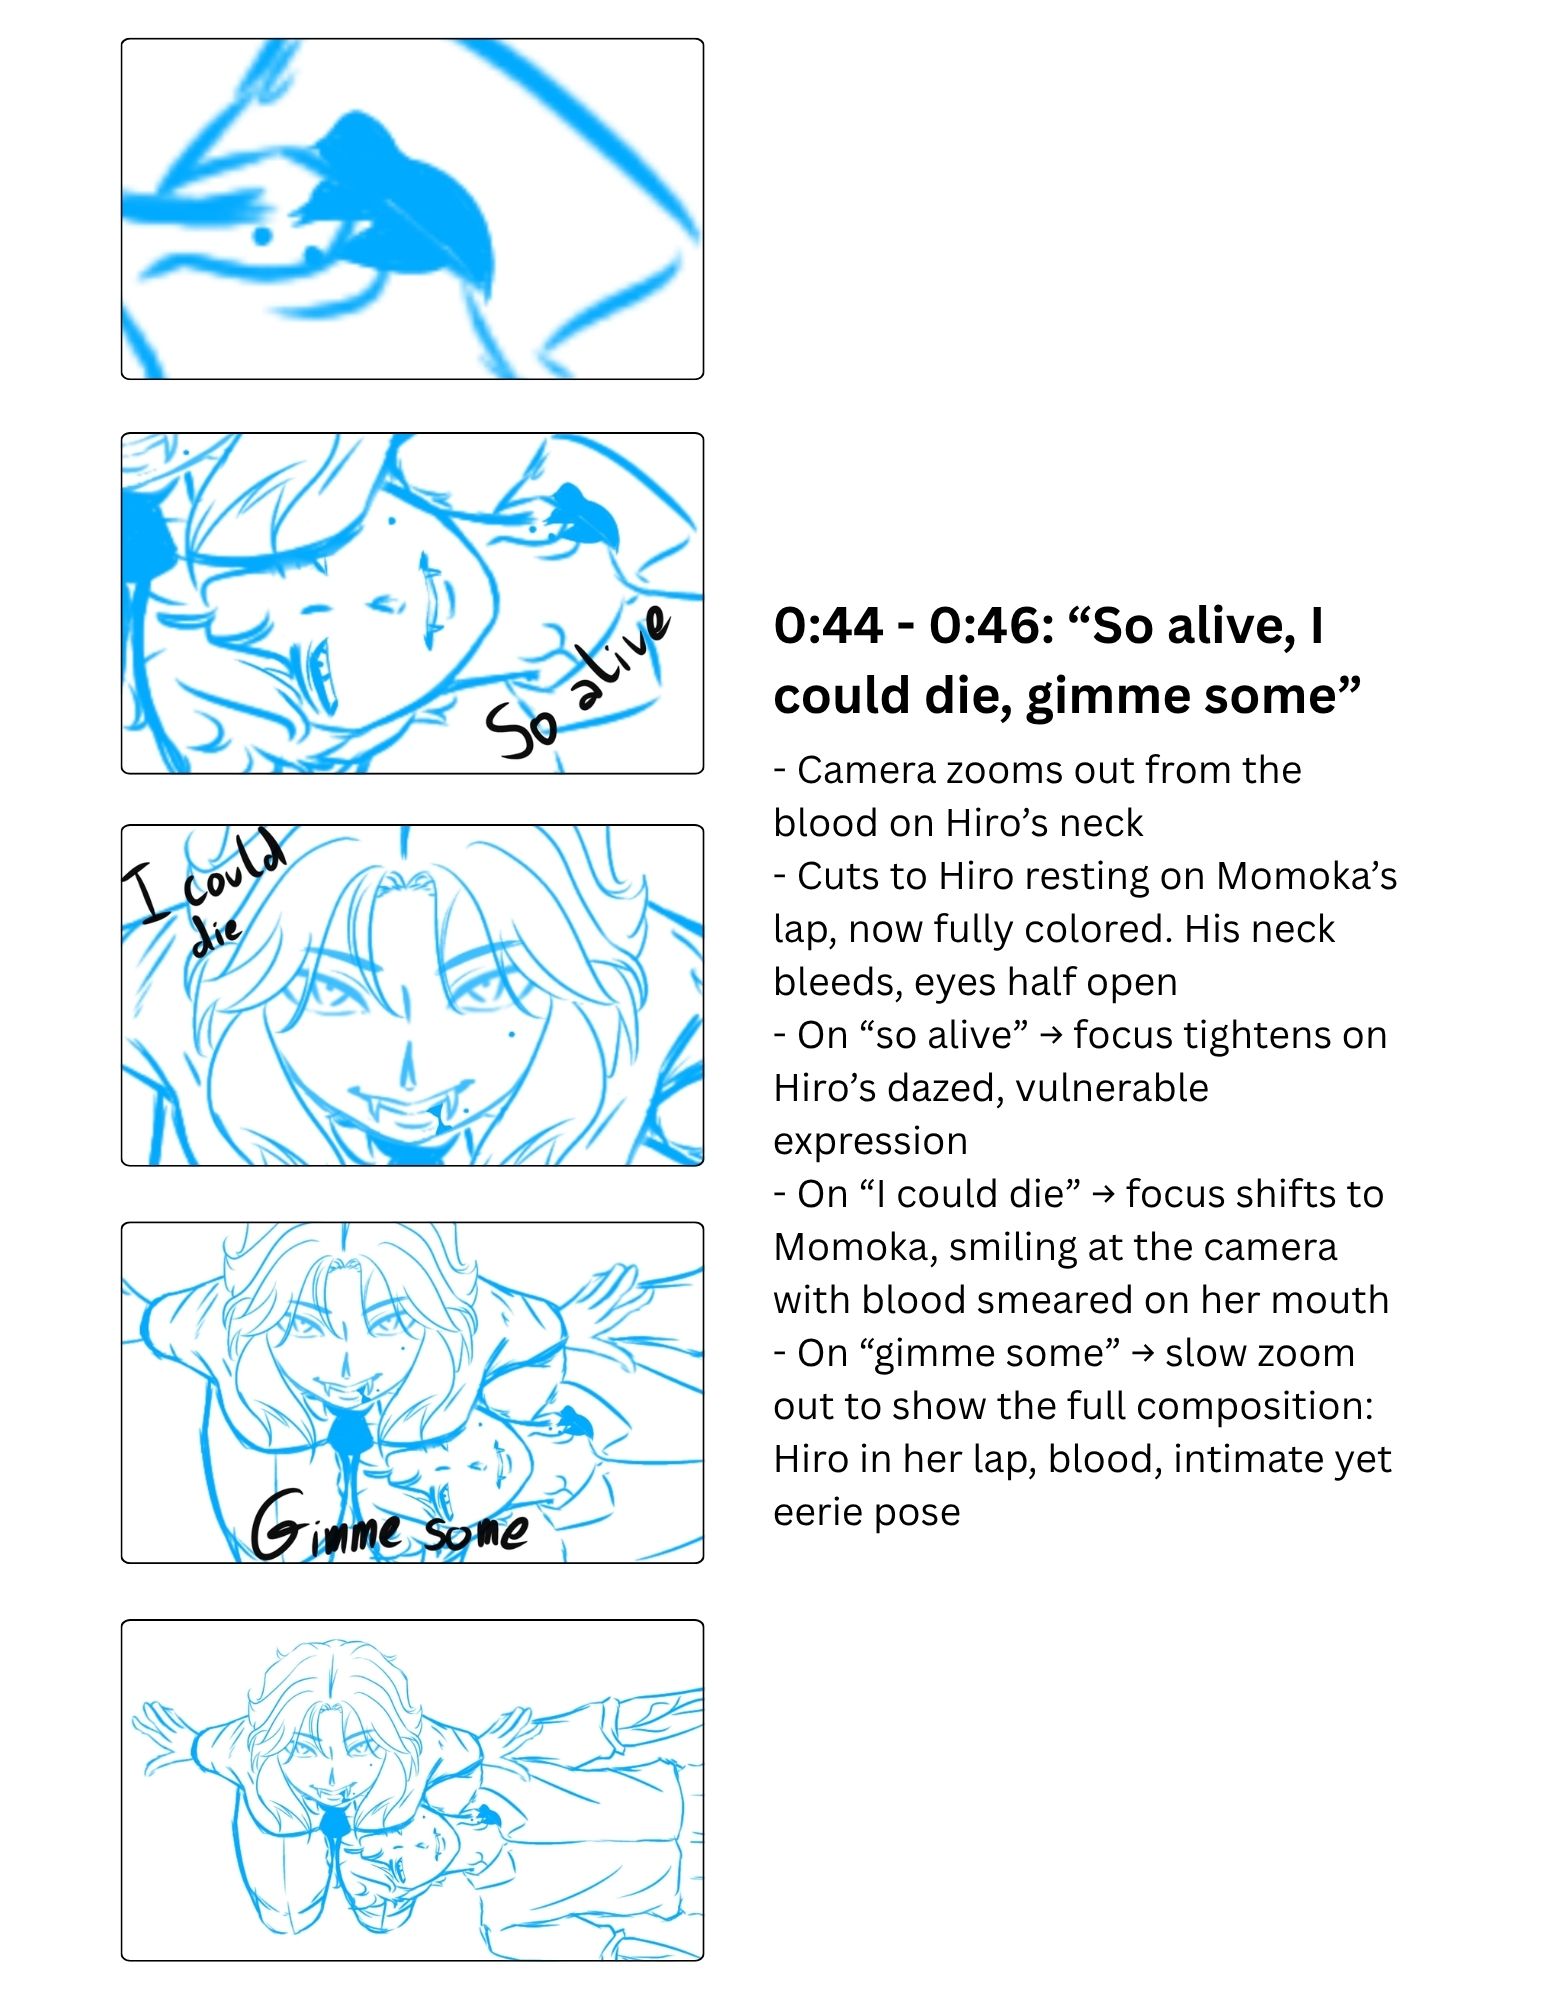 So alive
I could
die
Gimme some
0:44 - 0:46: “So alive, I
could die, gimme some”
- Camera zooms out from the
blood on Hiro’s neck
- Cuts to Hiro resting on Momoka’s
lap, now fully colored. His neck
bleeds, eyes half open
- On “so alive” → focus tightens on
Hiro’s dazed, vulnerable
expression
- On “I could die” → focus shifts to
Momoka, smiling at the camera
with blood smeared on her mouth
- On “gimme some” → slow zoom
out to show the full composition:
Hiro in her lap, blood, intimate yet
eerie pose